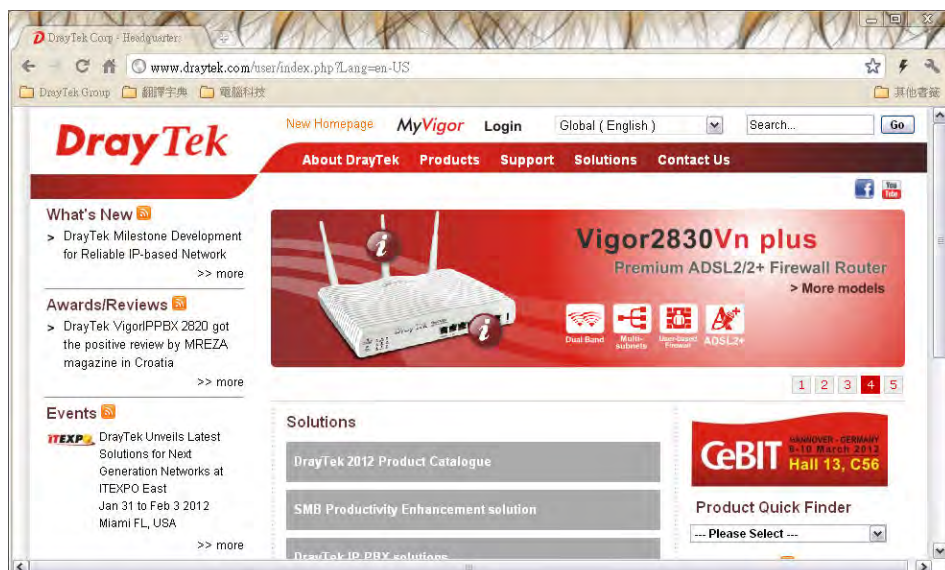 DrayTek Corp - Headquarter
www.draytek.com/user/index.php?Lang=en-US
DrayTek Group 翻譯字典 電腦科技 其他書籤
DrayTek
New Homepage MyVigor Login Global ( English ) Search... Go
About DrayTek Products Support Solutions Contact Us
You Tube
What's New
> DrayTek Milestone Development
for Reliable IP-based Network
>> more
Awards/Reviews
> DrayTek VigorIPPBX 2820 got
the positive review by MREZA
magazine in Croatia
>> more
Events
ITEXPO DrayTek Unveils Latest
Solutions for Next
Generation Networks at
ITEXPO East
Jan 31 to Feb 3 2012
Miami FL, USA
>> more
Vigor2830Vn plus
Premium ADSL2/2+ Firewall Router
> More models
Dual Band Multi-subnets User-based Firewall ADSL2+
1 2 3 4 5
Solutions
DrayTek 2012 Product Catalogue
SMB Productivity Enhancement solution
DrayTek IP PBX solutions
CeBIT HANNOVER - GERMANY
6-10 March 2012
Hall 13, C56
Product Quick Finder
--- Please Select ---